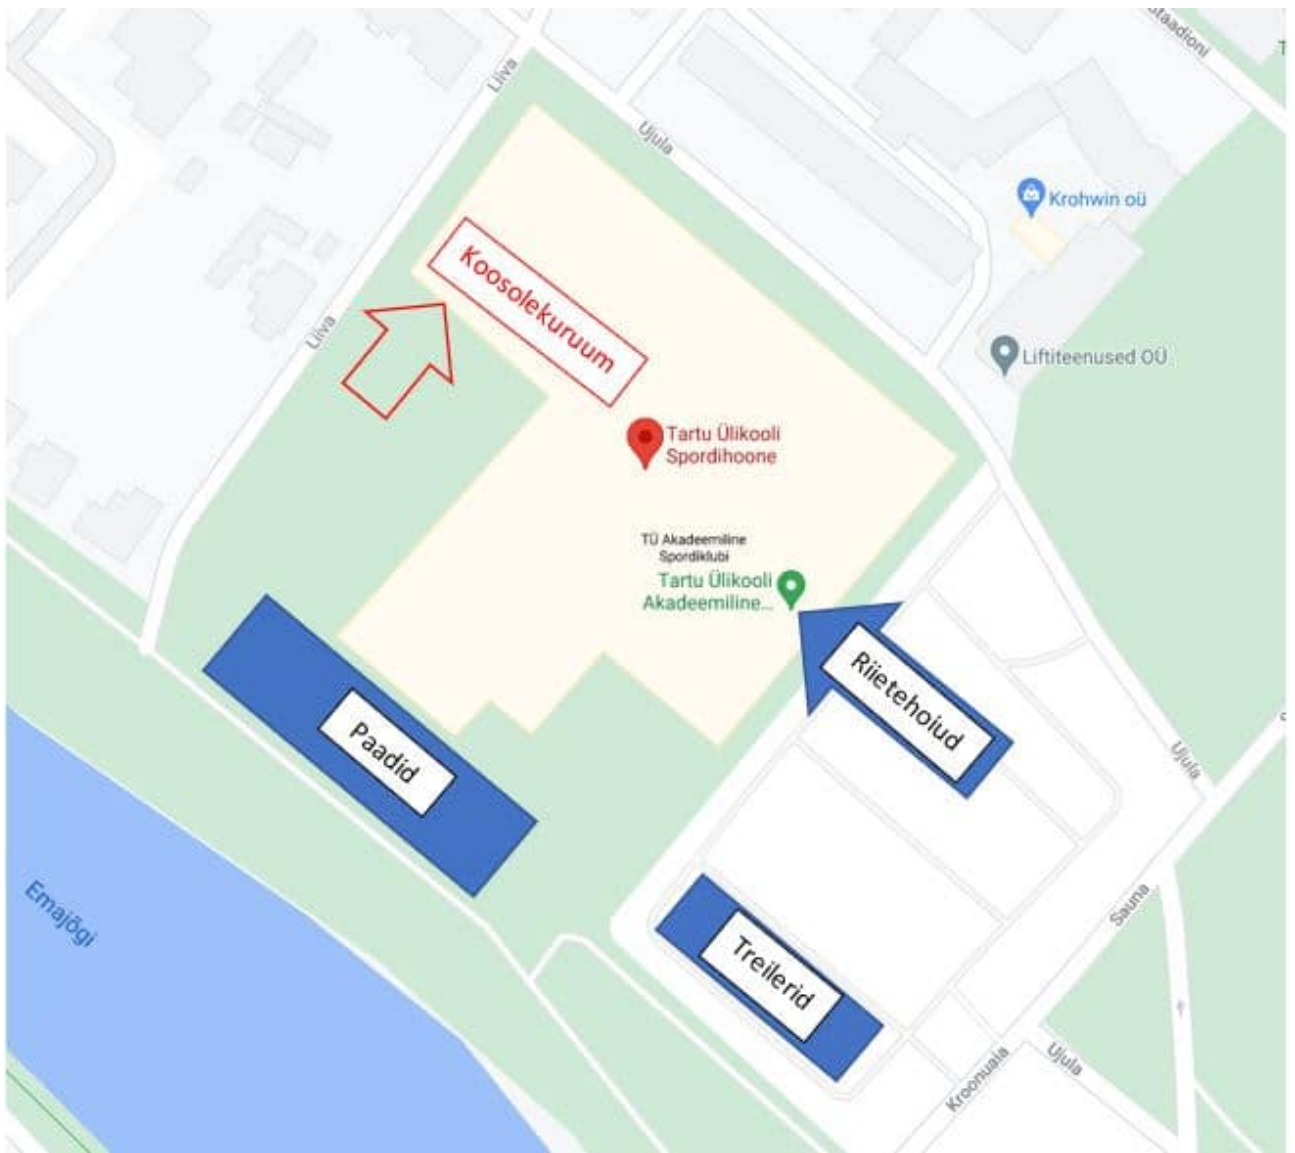 Staadioni
T
Liiva
Ujula
Krohwin oü
Koosolekuruum
Liiva
Liftiteenused OÜ
Tartu Ülikooli
Spordihoone
TÜ Akadeemiline
Spordiklubi
Tartu Ülikooli
Akadeemiline...
Riietehoiud
Paadid
Ujula
Emajõgi
Sauna
Treilerid
Kroonuaia
Ujula